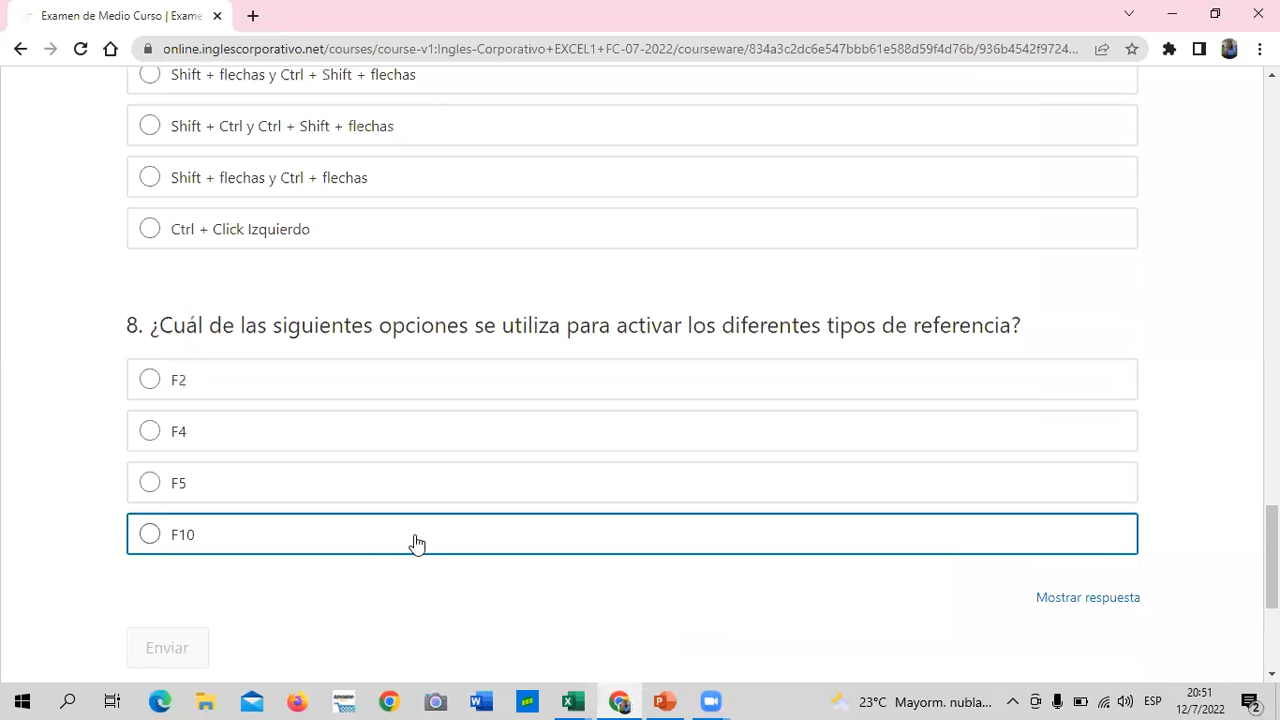 Examen de Medio Curso | Exame
online.inglescorporativo.net/courses/course-v1:Ingles-Corporativo+EXCEL1+FC-07-2022/courseware/834a3c20c6e547bbb61e588d59f4d76b/936b4542f9724...
Shift + flechas y Ctrl + Shift + flechas
Shift + Ctrl y Ctrl + Shift + flechas
Shift + flechas y Ctrl + flechas
Ctrl + Click Izquierdo
8. ¿Cuál de las siguientes opciones se utiliza para activar los diferentes tipos de referencia?
F2
F4
F5
F10
Mostrar respuesta
Enviar
23°C Mayorm. nubla...
ESP
20:51
12/7/2022
2